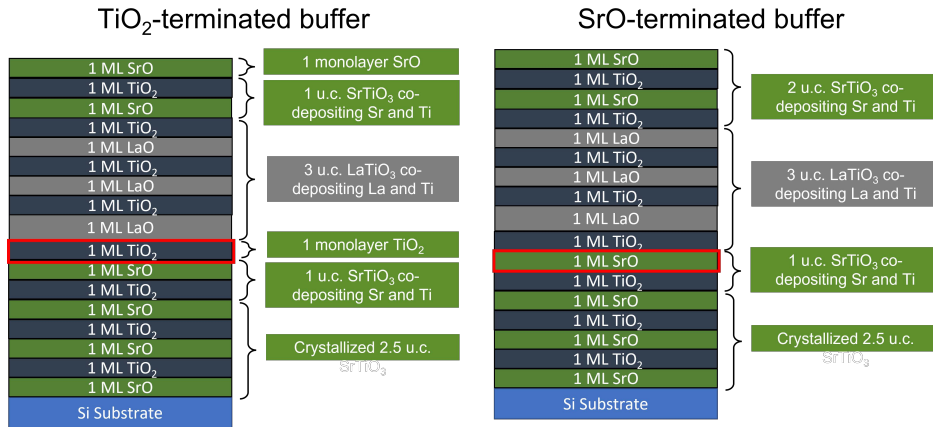 TiO₂-terminated buffer
1 ML SrO
1 ML TiO₂
1 ML SrO
1 ML TiO₂
1 ML LaO
1 ML TiO₂
1 ML LaO
1 ML TiO₂
1 ML LaO
1 ML TiO₂
1 ML SrO
1 ML TiO₂
1 ML SrO
1 ML TiO₂
1 ML SrO
1 ML TiO₂
1 ML SrO
Si Substrate
1 monolayer SrO
1 u.c. SrTiO₃ co-
depositing Sr and Ti
3 u.c. LaTiO₃ co-
depositing La and Ti
1 monolayer TiO₂
1 u.c. SrTiO₃ co-
depositing Sr and Ti
Crystallized 2.5 u.c.
SrTiO₃
SrO-terminated buffer
1 ML SrO
1 ML TiO₂
1 ML SrO
1 ML TiO₂
1 ML LaO
1 ML TiO₂
1 ML LaO
1 ML TiO₂
1 ML LaO
1 ML TiO₂
1 ML SrO
1 ML TiO₂
1 ML SrO
1 ML TiO₂
1 ML SrO
1 ML TiO₂
1 ML SrO
Si Substrate
2 u.c. SrTiO₃ co-
depositing Sr and Ti
3 u.c. LaTiO₃ co-
depositing La and Ti
1 u.c. SrTiO₃ co-
depositing Sr and Ti
Crystallized 2.5 u.c.
SrTiO₃